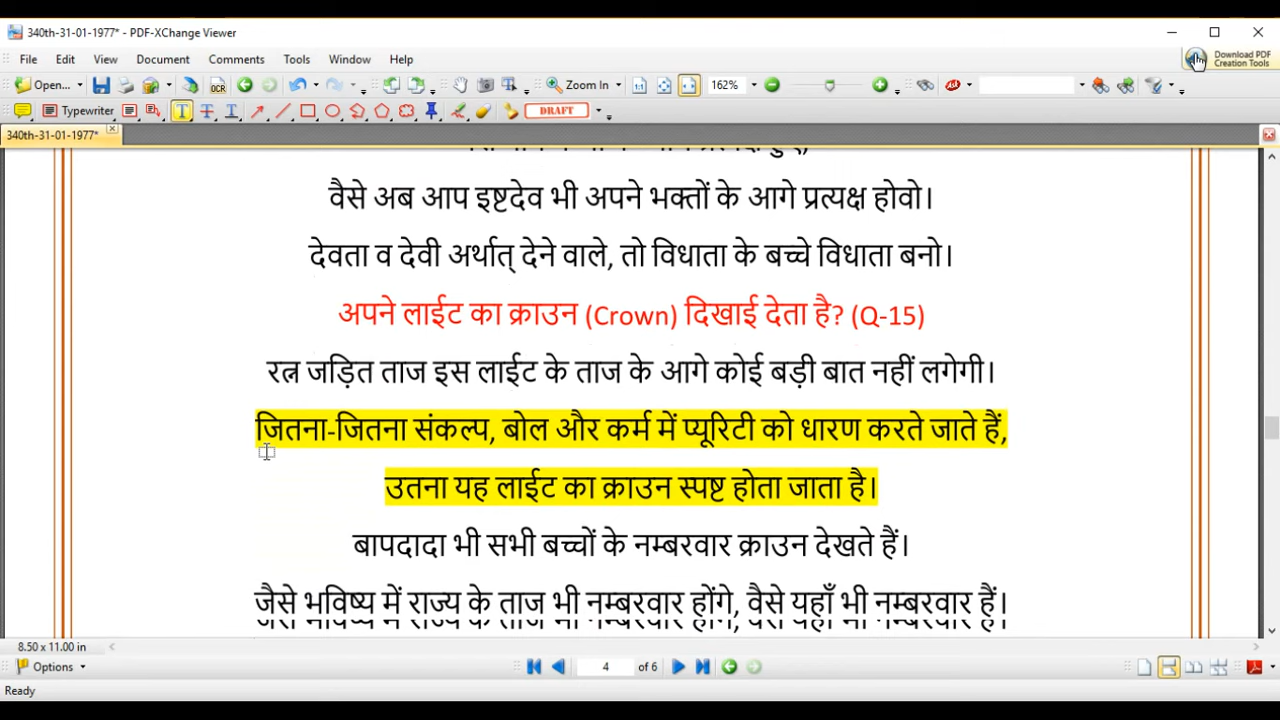 340th-31-01-1977* - PDF-XChange Viewer
File Edit View Document Comments Tools Window Help
Download PDF
Creation Tools
Open... OCR Zoom In 1:1 162%
Typewriter T T T DRAFT
340th-31-01-1977*
वैसे अब आप इष्टदेव भी अपने भक्तों के आगे प्रत्यक्ष होवो।
देवता व देवी अर्थात् देने वाले, तो विधाता के बच्चे विधाता बनो।
अपने लाईट का क्राउन (Crown) दिखाई देता है? (Q-15)
रत्न जड़ित ताज इस लाईट के ताज के आगे कोई बड़ी बात नहीं लगेगी।
जितना-जितना संकल्प, बोल और कर्म में प्यूरिटी को धारण करते जाते हैं,
उतना यह लाईट का क्राउन स्पष्ट होता जाता है।
बापदादा भी सभी बच्चों के नम्बरवार क्राउन देखते हैं।
जैसे भविष्य में राज्य के ताज भी नम्बरवार होंगे, वैसे यहाँ भी नम्बरवार हैं।
8.50 x 11.00 in
Options 4 of 6
Ready